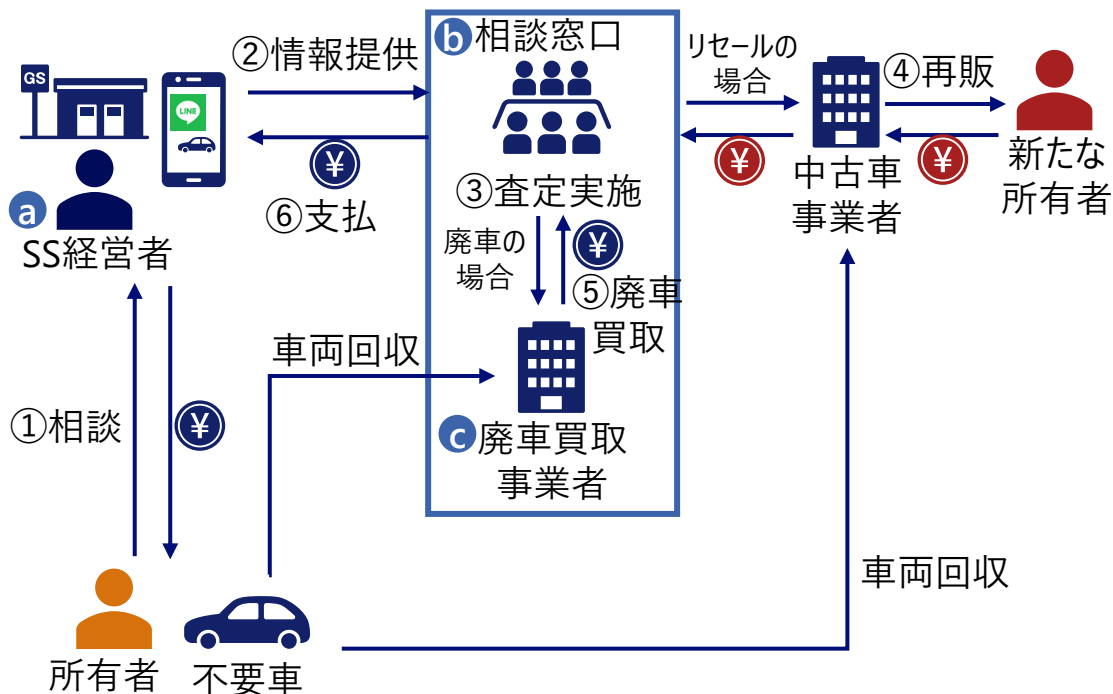 ②情報提供
GS
LINE
¥
⑥支払
a
SS経営者
①相談
¥
所有者
不要車
車両回収
b相談窓口
③査定実施
廃車の
場合
¥
⑤廃車
買取
c廃車買取
事業者
リセールの
場合
¥
中古車
事業者
④再販
¥
新たな
所有者
車両回収